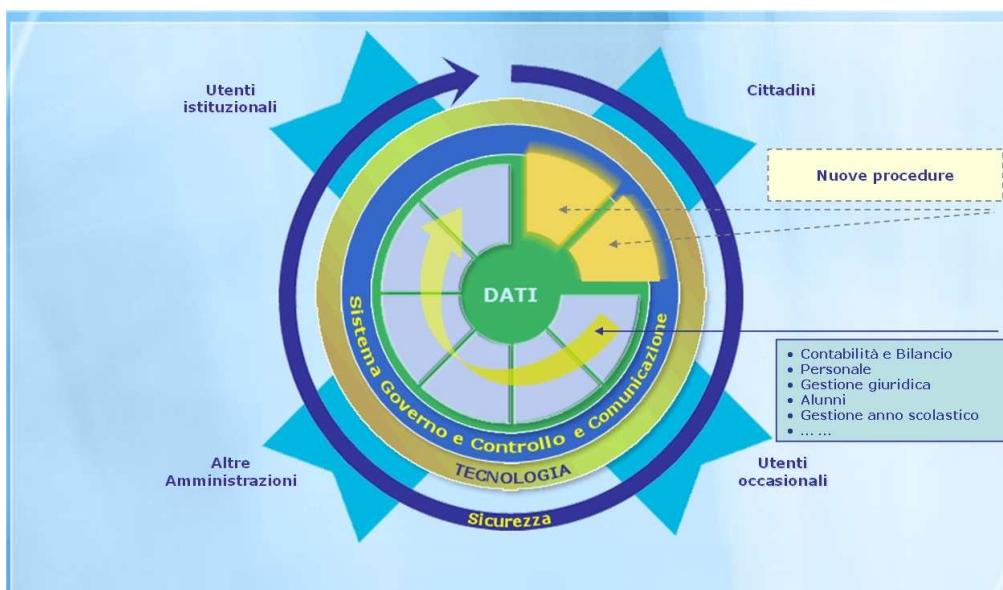 Utenti
istituzionali
Cittadini
Nuove procedure
DATI
Sistema Governo e Controllo e Comunicazione
TECNOLOGIA
Sicurezza
• Contabilità e Bilancio
• Personale
• Gestione giuridica
• Alunni
• Gestione anno scolastico
• ... ...
Altre
Amministrazioni
Utenti
occasionali